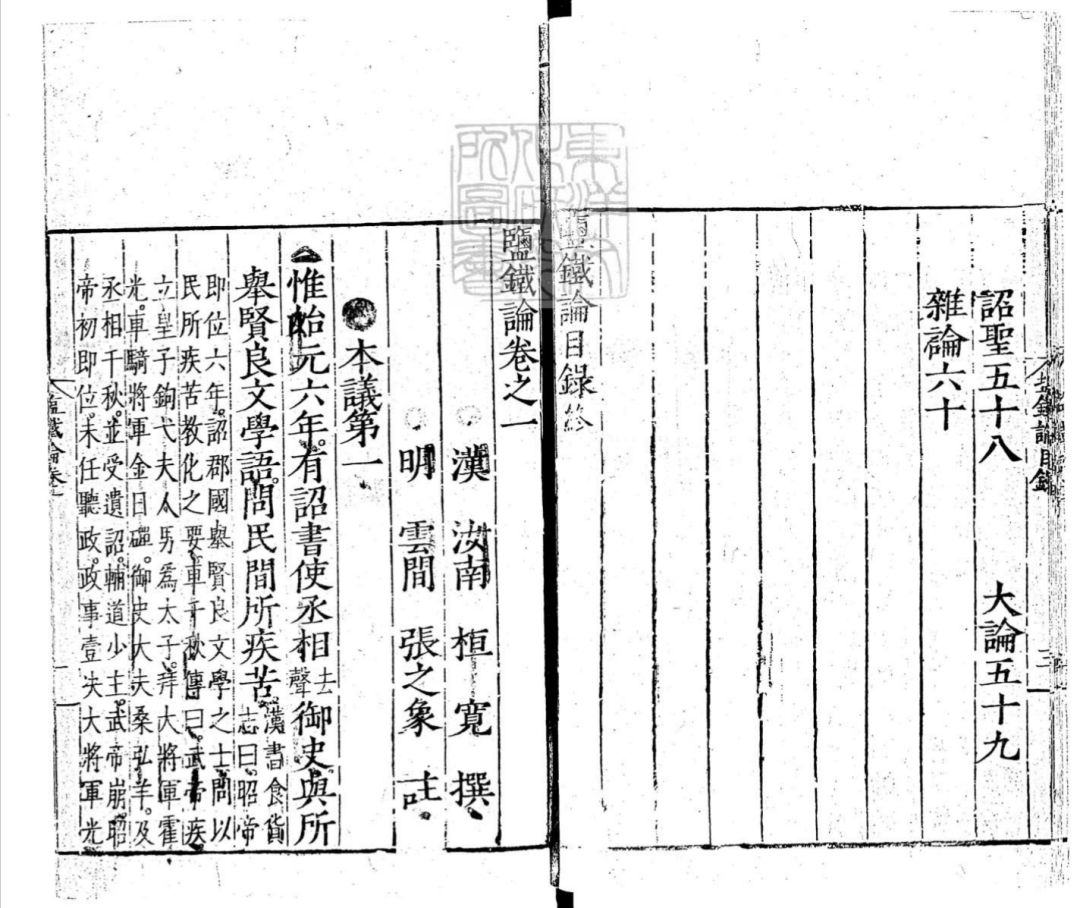 詔聖五十八 大論五十九
雜論六十
鹽鐵論目錄終
鹽鐵論卷之一
漢 汝南 桓寬 撰
明 雲間 張之象 註
本議第一
惟始元六年。有詔書使丞相去聲御史與所
舉賢良文學語。問民間所疾苦。漢書食貨
志曰。昭帝
即位六年。詔郡國舉賢良文學之士。問以
民所疾苦教化之要。車千秋傳曰。武帝疾
立皇子鉤弋夫人男爲太子。拜大將軍霍
光。車騎將軍金日磾。御史大夫桑弘羊。及
丞相千秋。並受遺詔。輔道少主。武帝崩。昭
帝初即位。未任聽政。政事壹決大將軍光
鹽鐵論目錄
三
鹽鐵論卷一